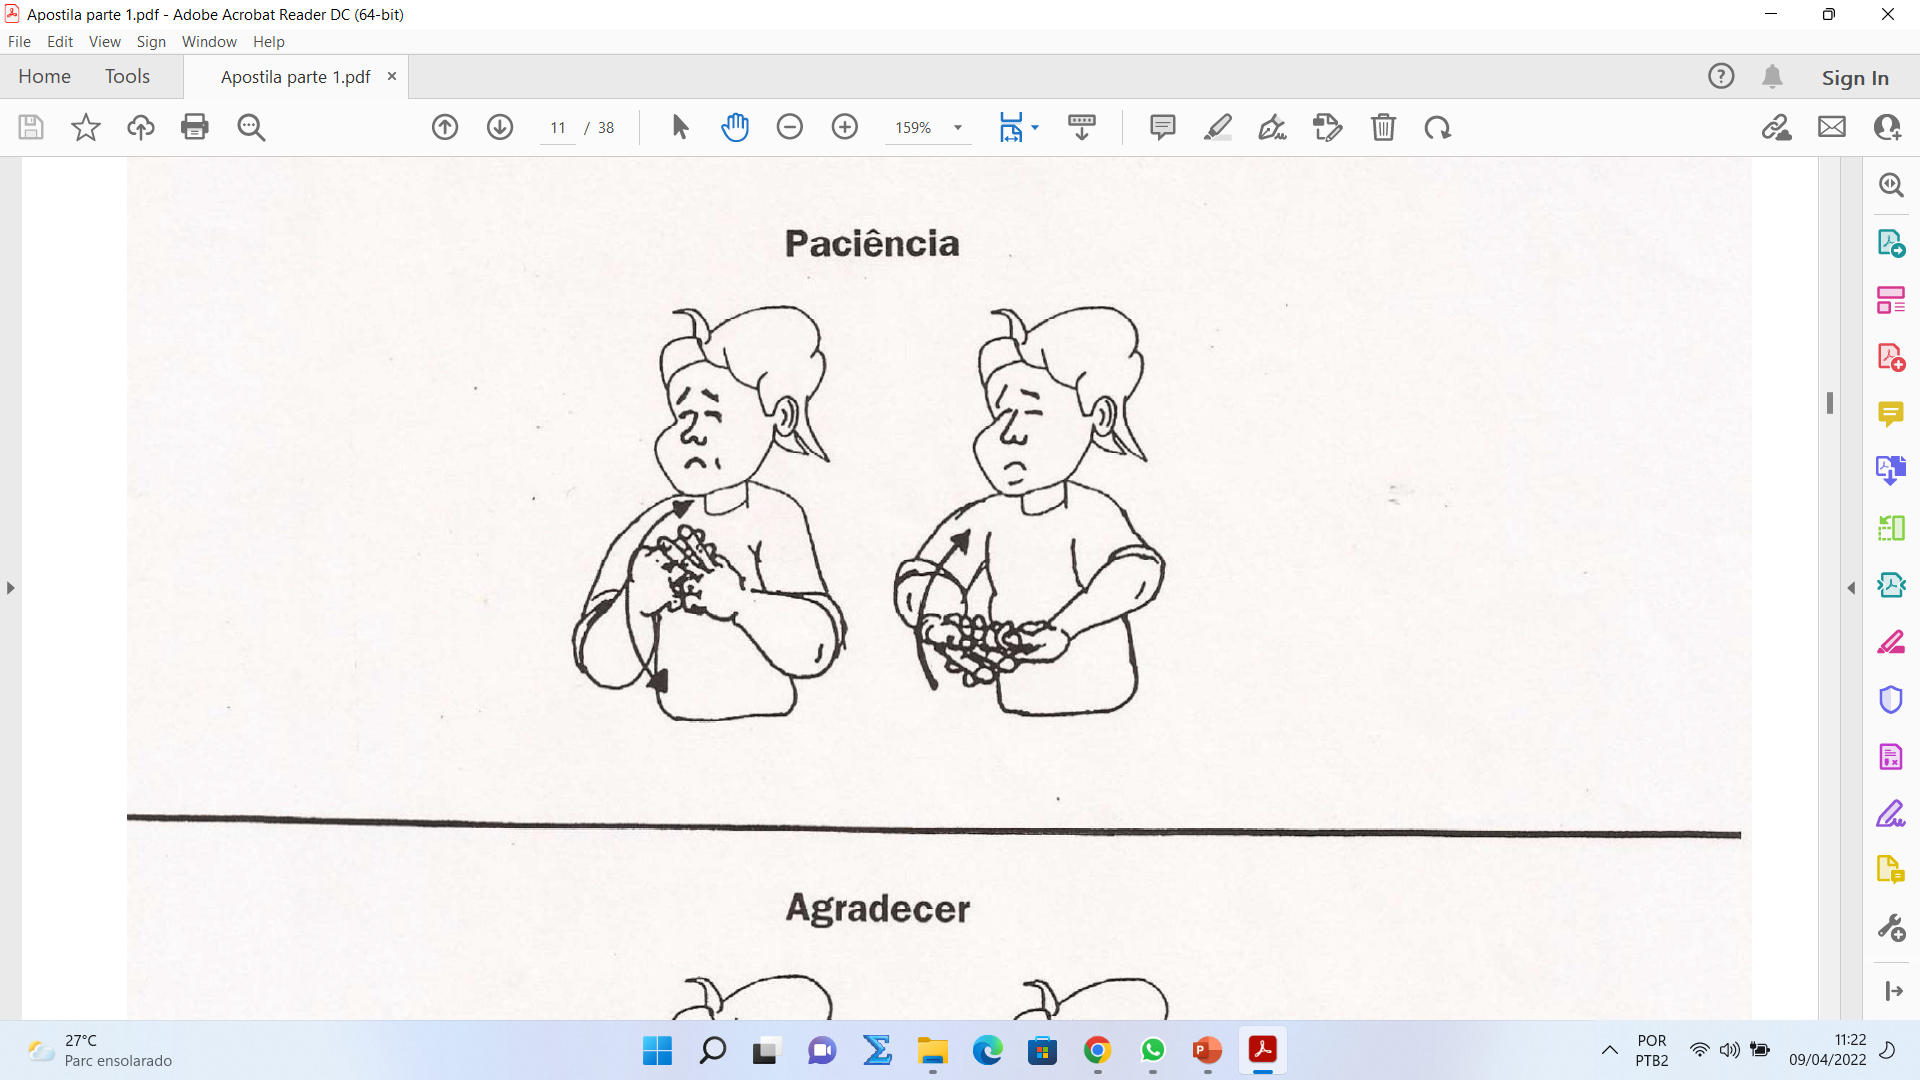 Apostila parte 1.pdf - Adobe Acrobat Reader DC (64-bit)
File Edit View Sign Window Help
Home Tools Apostila parte 1.pdf × Sign In
11 / 38 159%
Paciência
Agradecer
27°C
Parc ensolarado
POR
PTB2
11:22
09/04/2022